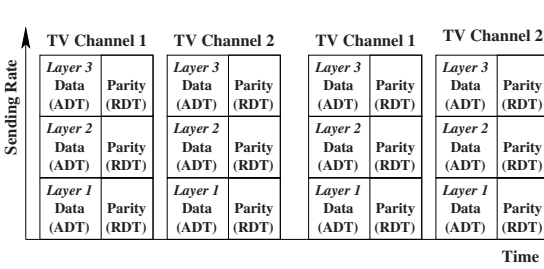 TV Channel 1 TV Channel 2 TV Channel 1 TV Channel 2
Sending Rate
Layer 3 Layer 3 Layer 3 Layer 3
Data Parity Data Parity Data Parity Data Parity
(ADT) (RDT) (ADT) (RDT) (ADT) (RDT) (ADT) (RDT)
Layer 2 Layer 2 Layer 2 Layer 2
Data Parity Data Parity Data Parity Data Parity
(ADT) (RDT) (ADT) (RDT) (ADT) (RDT) (ADT) (RDT)
Layer 1 Layer 1 Layer 1 Layer 1
Data Parity Data Parity Data Parity Data Parity
(ADT) (RDT) (ADT) (RDT) (ADT) (RDT) (ADT) (RDT)
Time